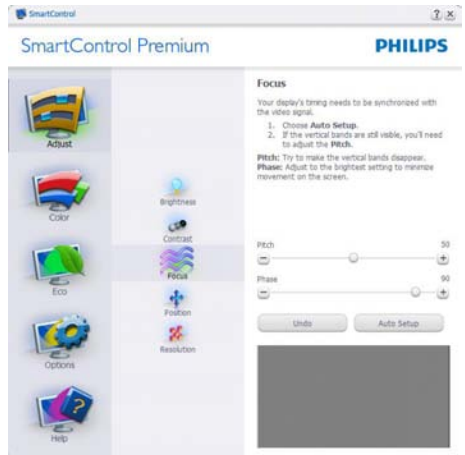 SmartControl
SmartControl Premium
PHILIPS
Adjust
Color
Eco
Options
Help
Brightness
Contrast
Focus
Position
Resolution
Focus
Your display's timing needs to be synchronized with
the video signal.
1. Choose Auto Setup.
2. If the vertical bands are still visible, you'll need
to adjust the Pitch.
Pitch: Try to make the vertical bands disappear.
Phase: Adjust to the brightest setting to minimize
movement on the screen.
Pitch 50
Phase 90
Undo Auto Setup